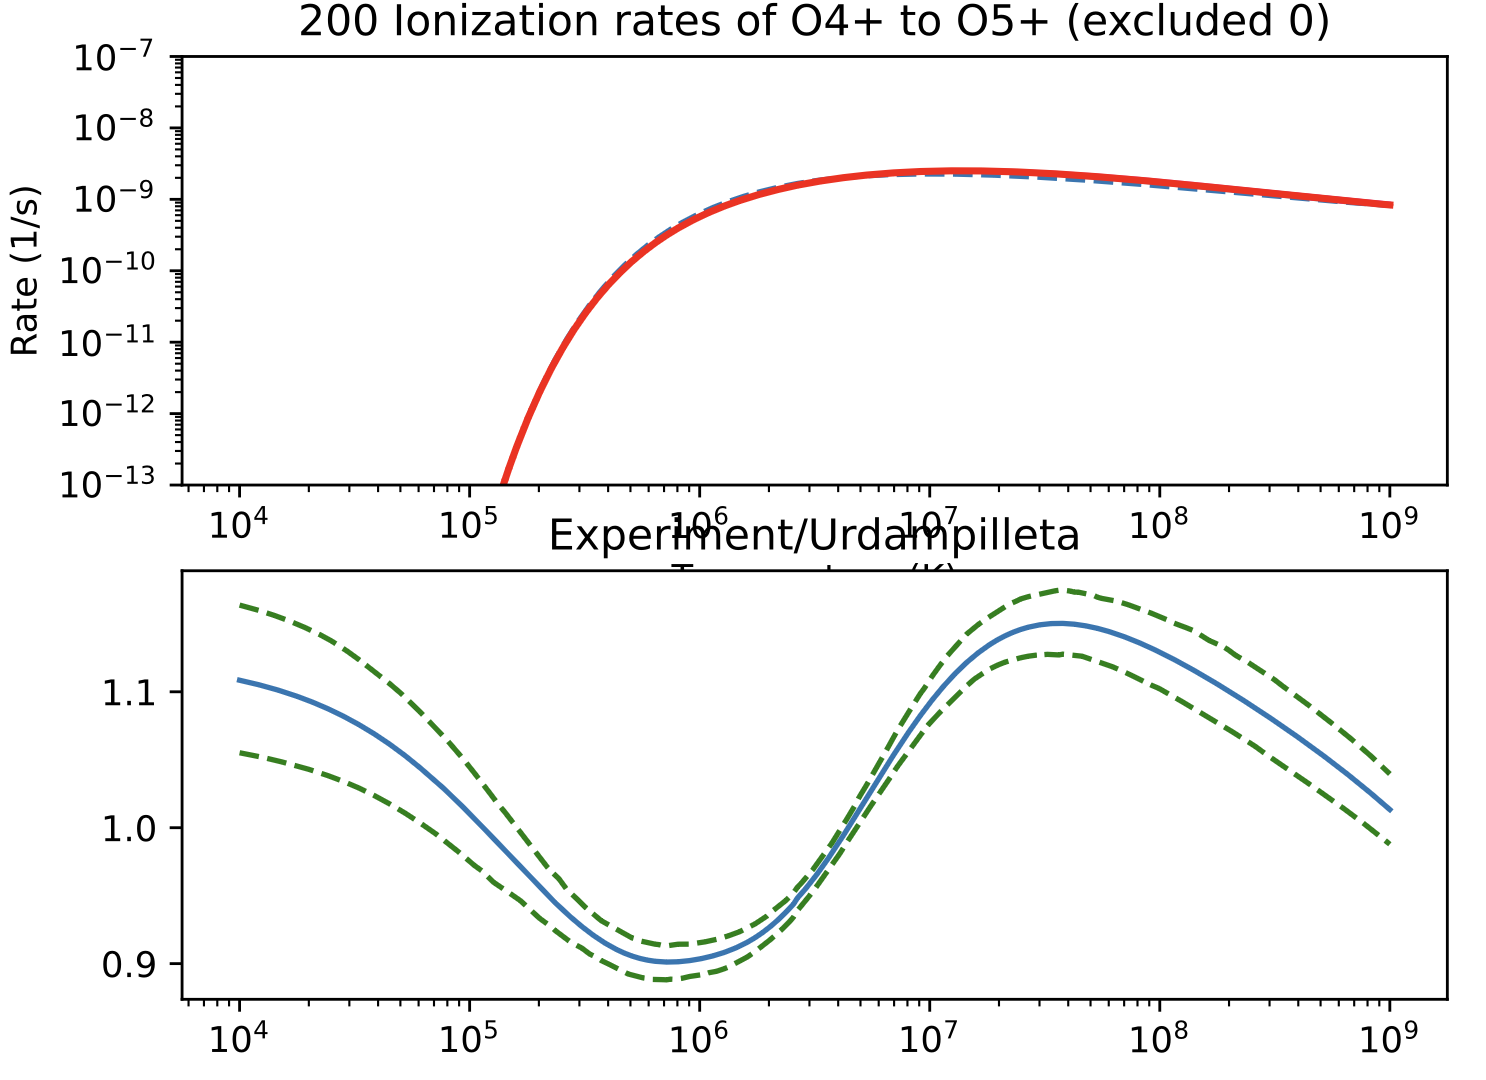 200 Ionization rates of O4+ to O5+ (excluded 0)
10⁻⁷
10⁻⁸
10⁻⁹
10⁻¹⁰
10⁻¹¹
10⁻¹²
10⁻¹³
Rate (1/s)
10⁴ 10⁵ 10⁶ 10⁷ 10⁸ 10⁹
Experiment/Urdampilleta
1.1
1.0
0.9
10⁴ 10⁵ 10⁶ 10⁷ 10⁸ 10⁹